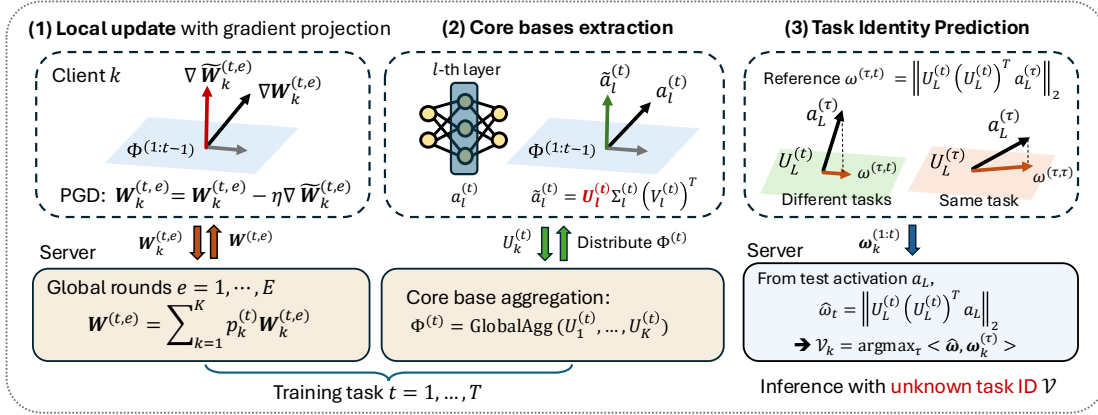 (1) Local update with gradient projection
Client k
∇W̃_k^{(t,e)}
∇W_k^{(t,e)}
Φ^{(1:t−1)}
PGD: W_k^{(t,e)} = W_k^{(t,e)} − η∇W̃_k^{(t,e)}
Server
W_k^{(t,e)}
W^{(t,e)}
Global rounds e = 1, ⋯, E
W^{(t,e)} = ∑_{k=1}^{K} p_k^{(t)} W_k^{(t,e)}
(2) Core bases extraction
l-th layer
ã_l^{(t)}
a_l^{(t)}
Φ^{(1:t−1)}
a_l^{(t)}
ã_l^{(t)} = U_l^{(t)} Σ_l^{(t)} (V_l^{(t)})^T
U_k^{(t)}
Distribute Φ^{(t)}
Core base aggregation:
Φ^{(t)} = GlobalAgg (U_1^{(t)}, …, U_K^{(t)})
Training task t = 1, …, T
(3) Task Identity Prediction
Reference ω^{(τ,t)} = ‖U_L^{(t)} (U_L^{(t)})^T a_L^{(τ)}‖_2
a_L^{(τ)}
U_L^{(t)}
ω^{(τ,t)}
Different tasks
a_L^{(τ)}
U_L^{(τ)}
ω^{(τ,τ)}
Same task
Server
ω_k^{(1:t)}
From test activation a_L,
ω̂_t = ‖U_L^{(t)} (U_L^{(t)})^T a_L‖_2
➔ 𝒱_k = argmax_τ < ω̂, ω_k^{(τ)} >
Inference with unknown task ID 𝒱